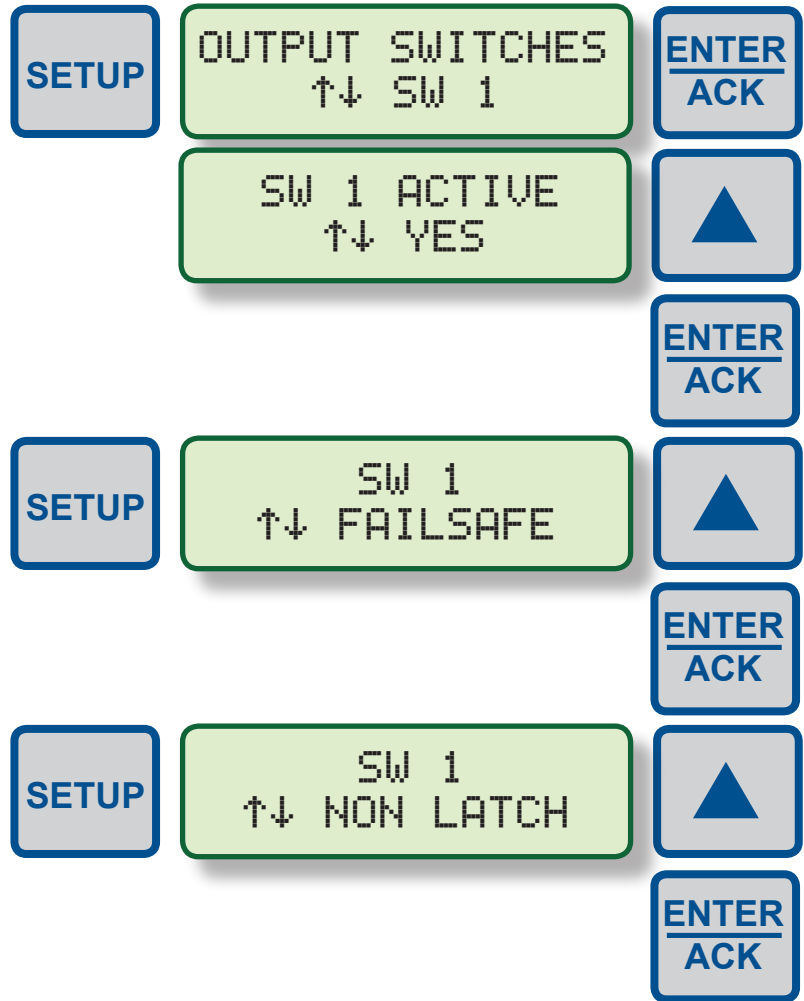 SETUP
OUTPUT SWITCHES
↑↓ SW 1
ENTER
ACK
SW 1 ACTIVE
↑↓ YES
ENTER
ACK
SETUP
SW 1
↑↓ FAILSAFE
ENTER
ACK
SETUP
SW 1
↑↓ NON LATCH
ENTER
ACK